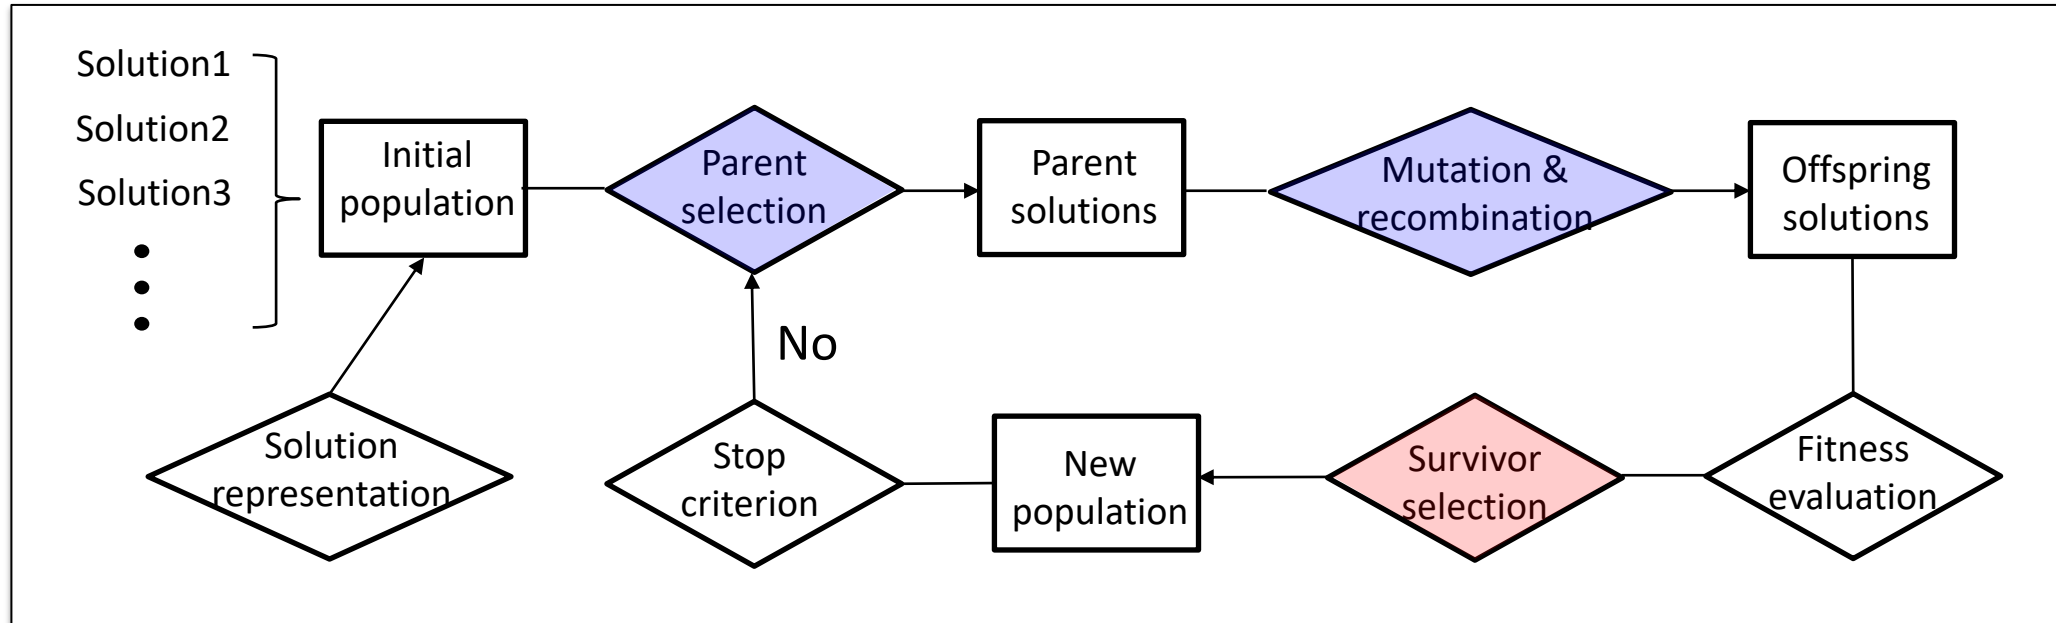 Solution1
Solution2
Solution3
Initial
population
Parent
selection
Parent
solutions
Mutation &
recombination
Offspring
solutions
No
Solution
representation
Stop
criterion
New
population
Survivor
selection
Fitness
evaluation